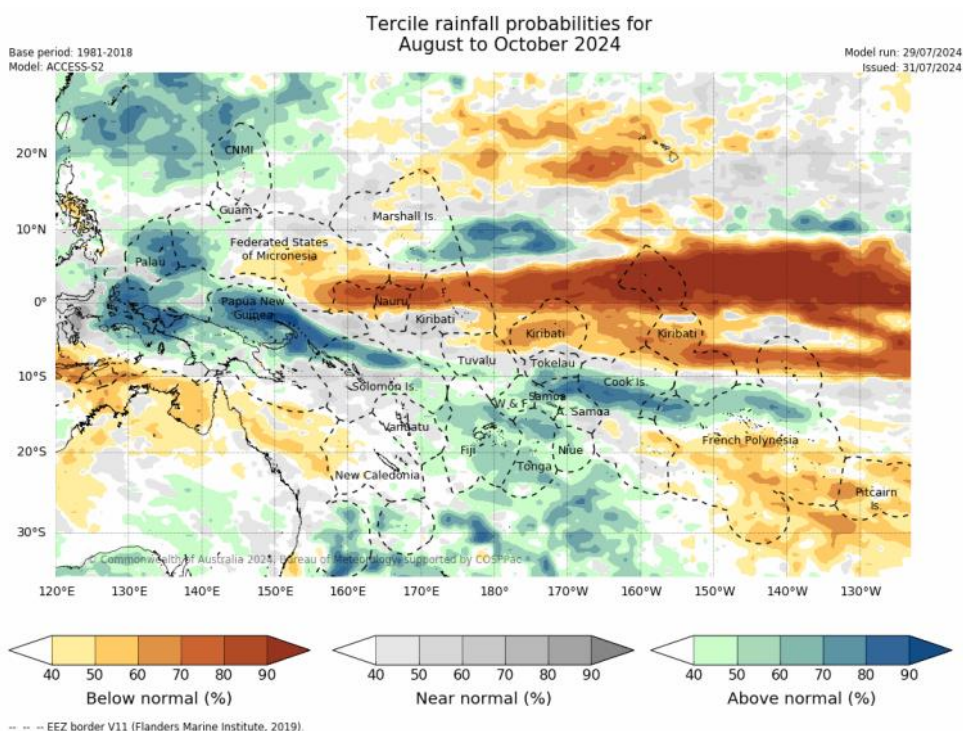 Tercile rainfall probabilities for
August to October 2024
Base period: 1981-2018
Model: ACCESS-S2
Model run: 29/07/2024
Issued: 31/07/2024
20°N
10°N
0°
10°S
20°S
30°S
CNMI
Guam
Marshall Is.
Federated States
of Micronesia
Palau
Papua New
Guinea
Nauru
Kiribati
Kiribati
Kiribati
Tuvalu
Tokelau
Solomon Is.
Cook Is.
Samoa
W & F
A. Samoa
Vanuatu
French Polynesia
Fiji
Niue
Tonga
New Caledonia
Pitcairn
Is.
© Commonwealth of Australia 2024, Bureau of Meteorology, supported by COSPPac
120°E 130°E 140°E 150°E 160°E 170°E 180° 170°W 160°W 150°W 140°W 130°W
40 50 60 70 80 90
Below normal (%)
40 50 60 70 80 90
Near normal (%)
40 50 60 70 80 90
Above normal (%)
-- -- -- EEZ border V11 (Flanders Marine Institute, 2019).